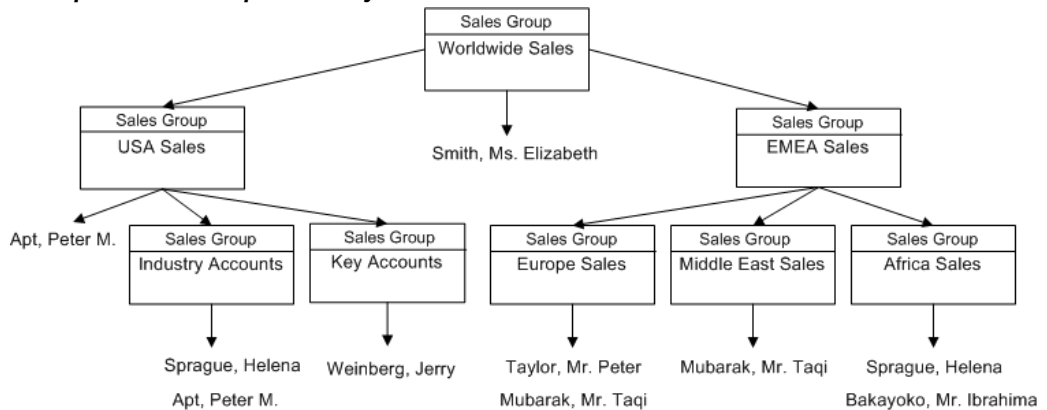 Sales Group
Worldwide Sales
Sales Group
USA Sales
Smith, Ms. Elizabeth
Sales Group
EMEA Sales
Apt, Peter M.
Sales Group
Industry Accounts
Sales Group
Key Accounts
Sales Group
Europe Sales
Sales Group
Middle East Sales
Sales Group
Africa Sales
Sprague, Helena
Apt, Peter M.
Weinberg, Jerry
Taylor, Mr. Peter
Mubarak, Mr. Taqi
Mubarak, Mr. Taqi
Sprague, Helena
Bakayoko, Mr. Ibrahima